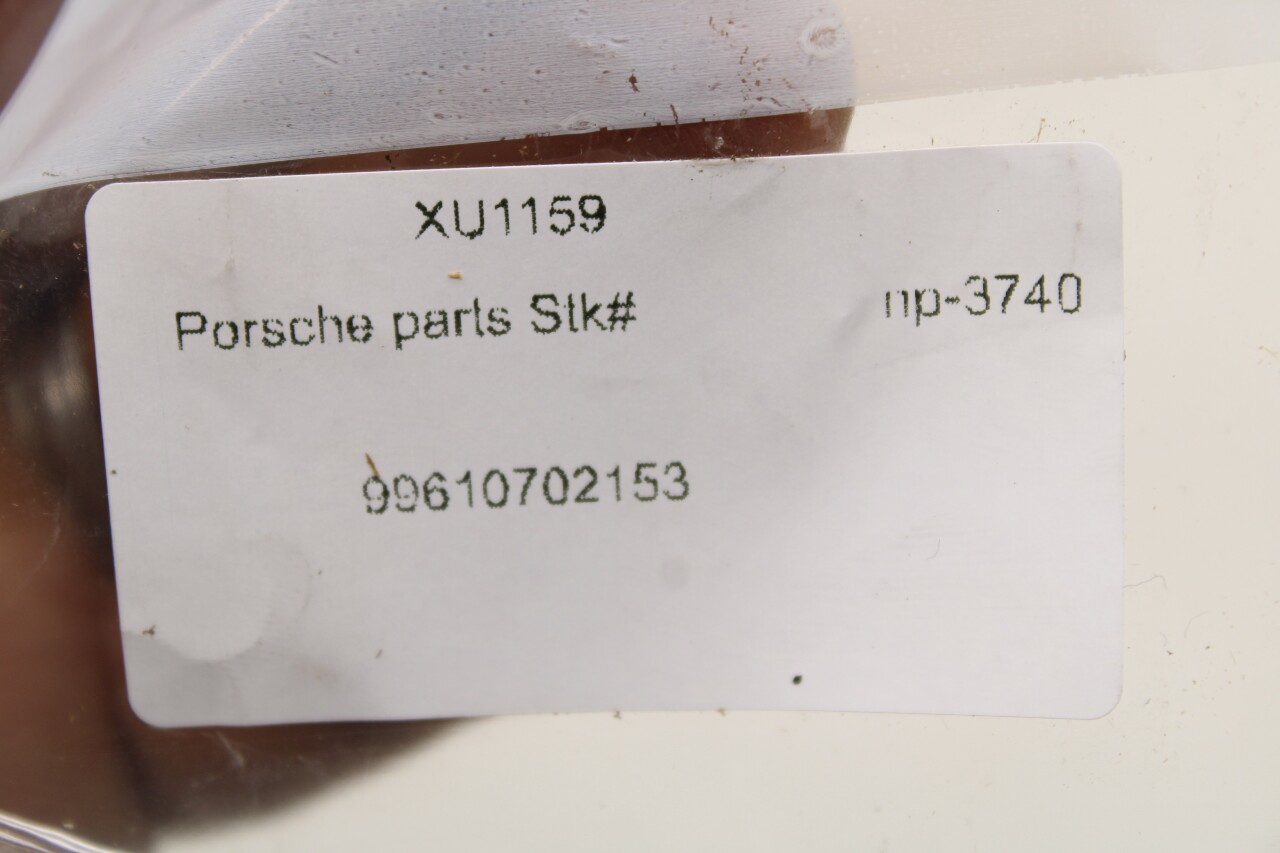 XU1159
Porsche parts Stk# np-3740
99610702153